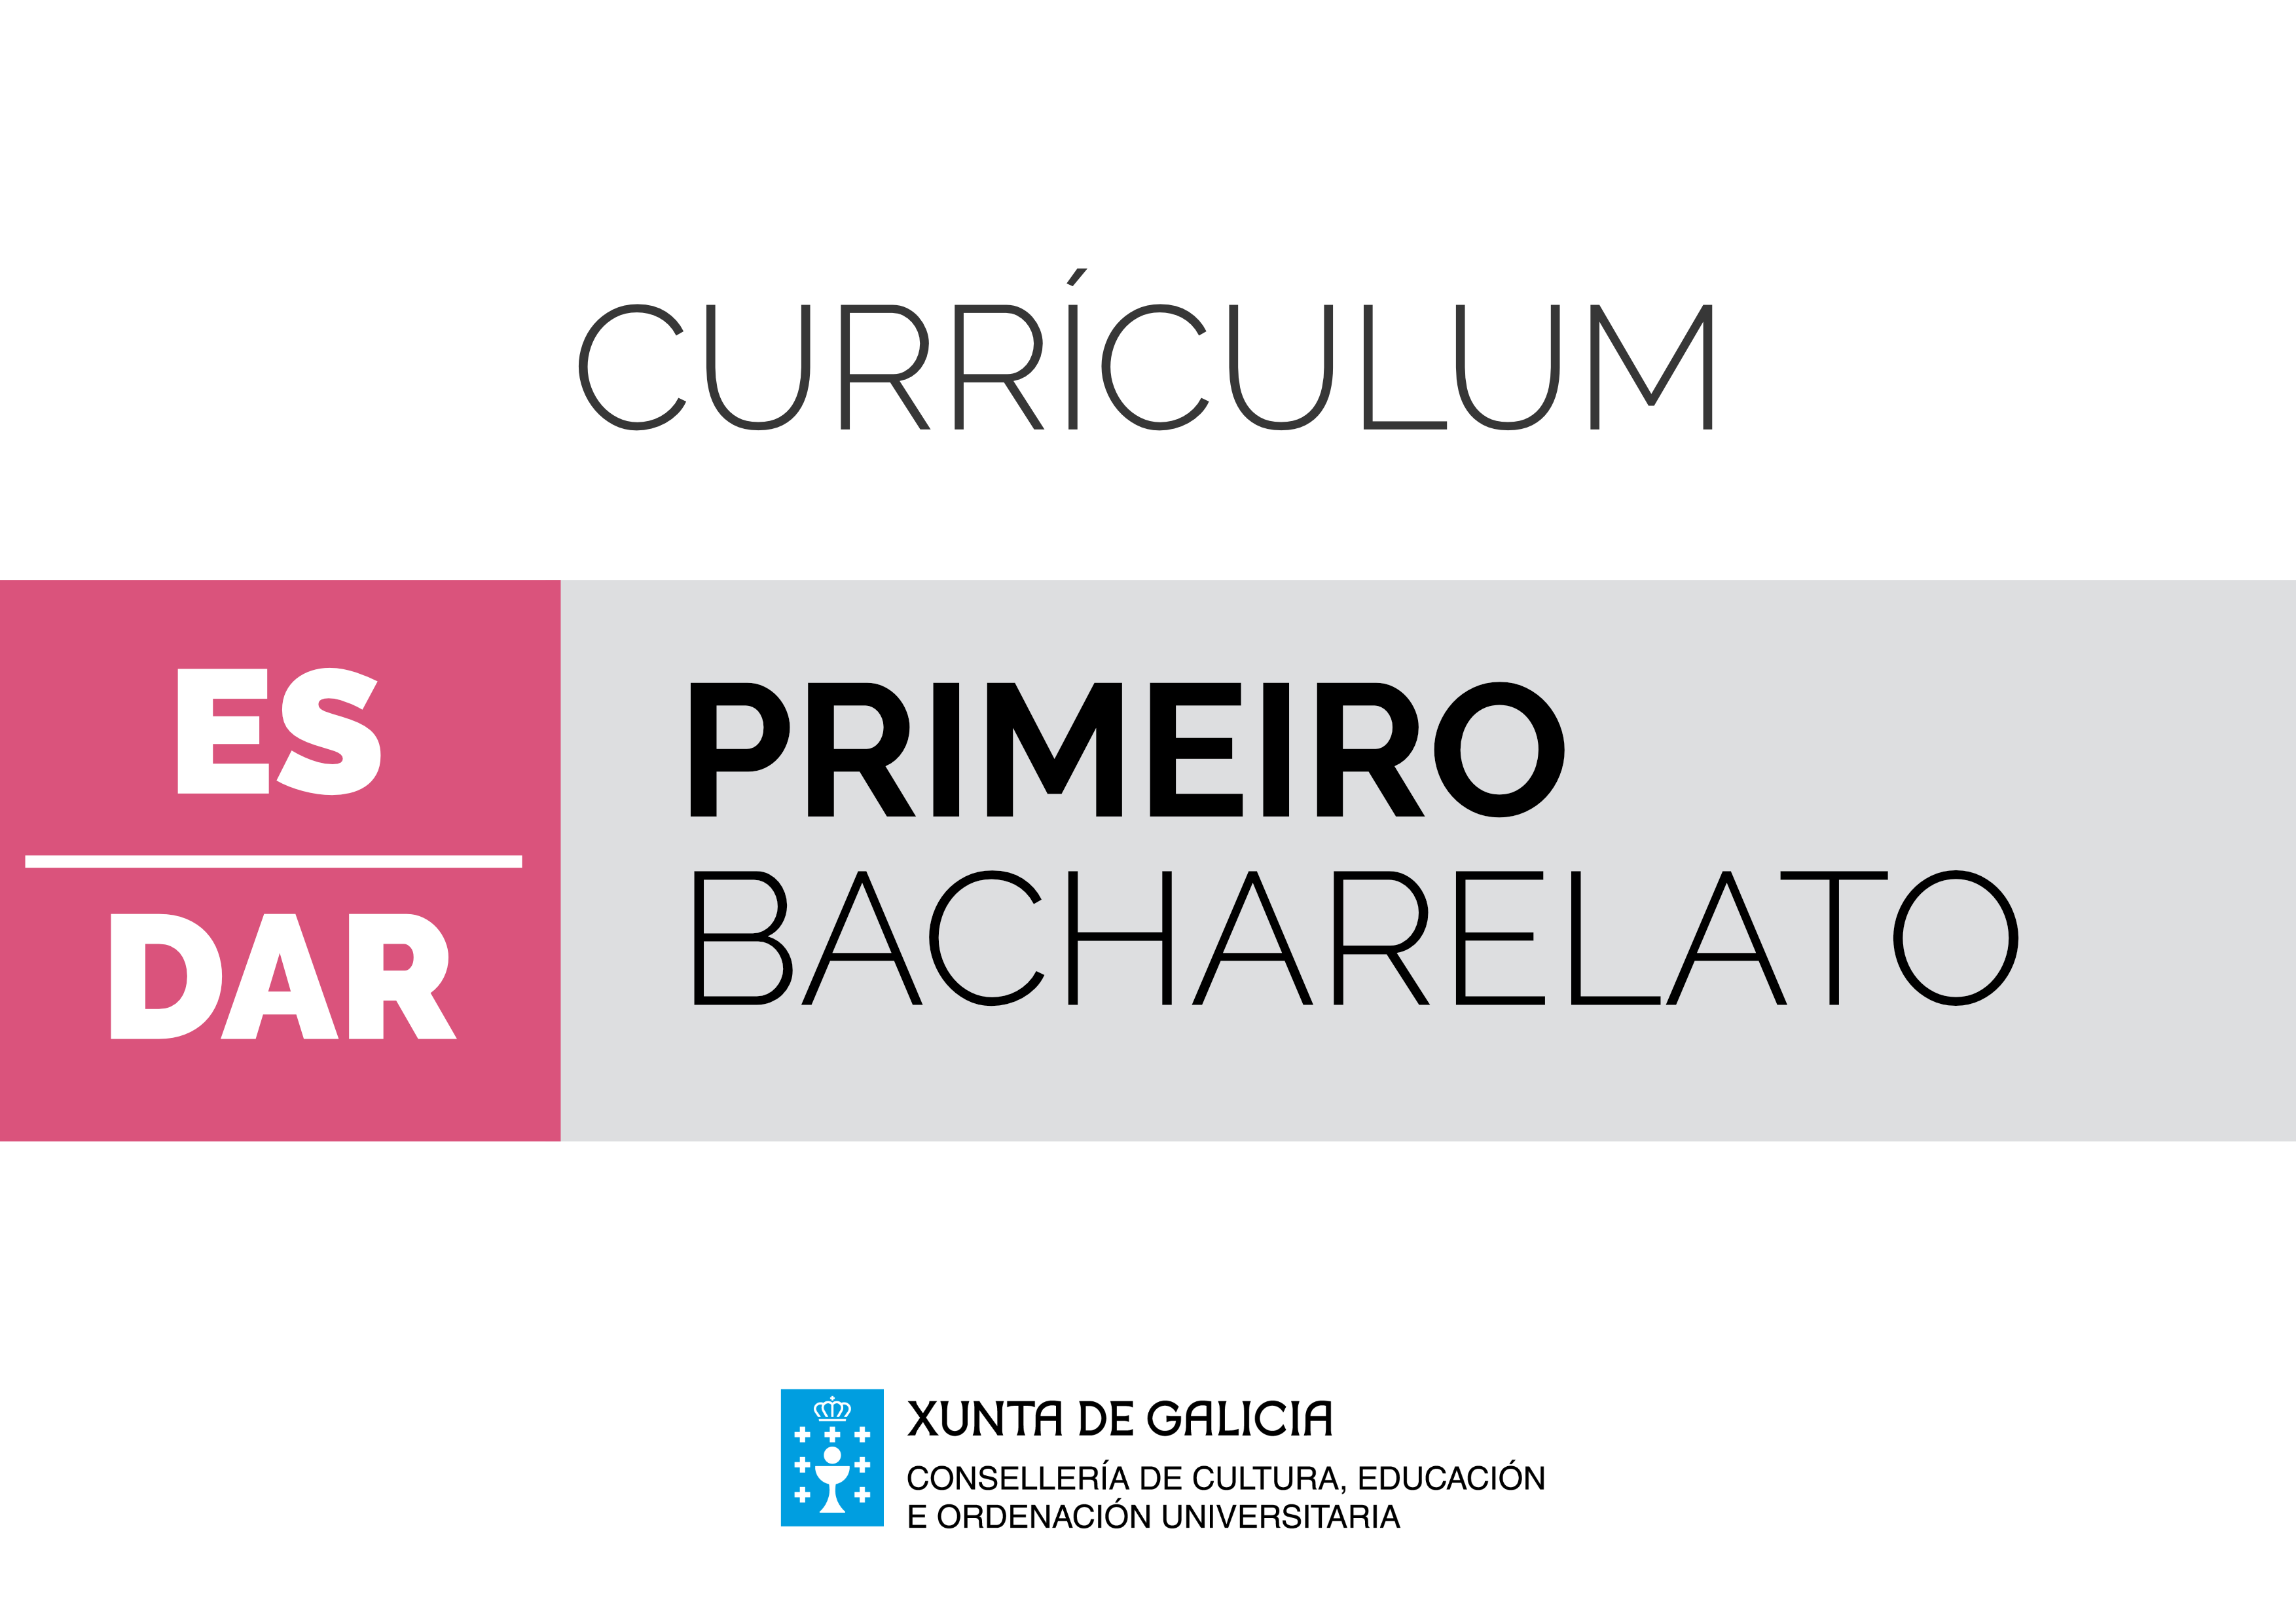 CURRÍCULUM
ES
DAR
PRIMEIRO
BACHARELATO
XUNTA DE GALICIA
CONSELLERÍA DE CULTURA, EDUCACIÓN
E ORDENACIÓN UNIVERSITARIA